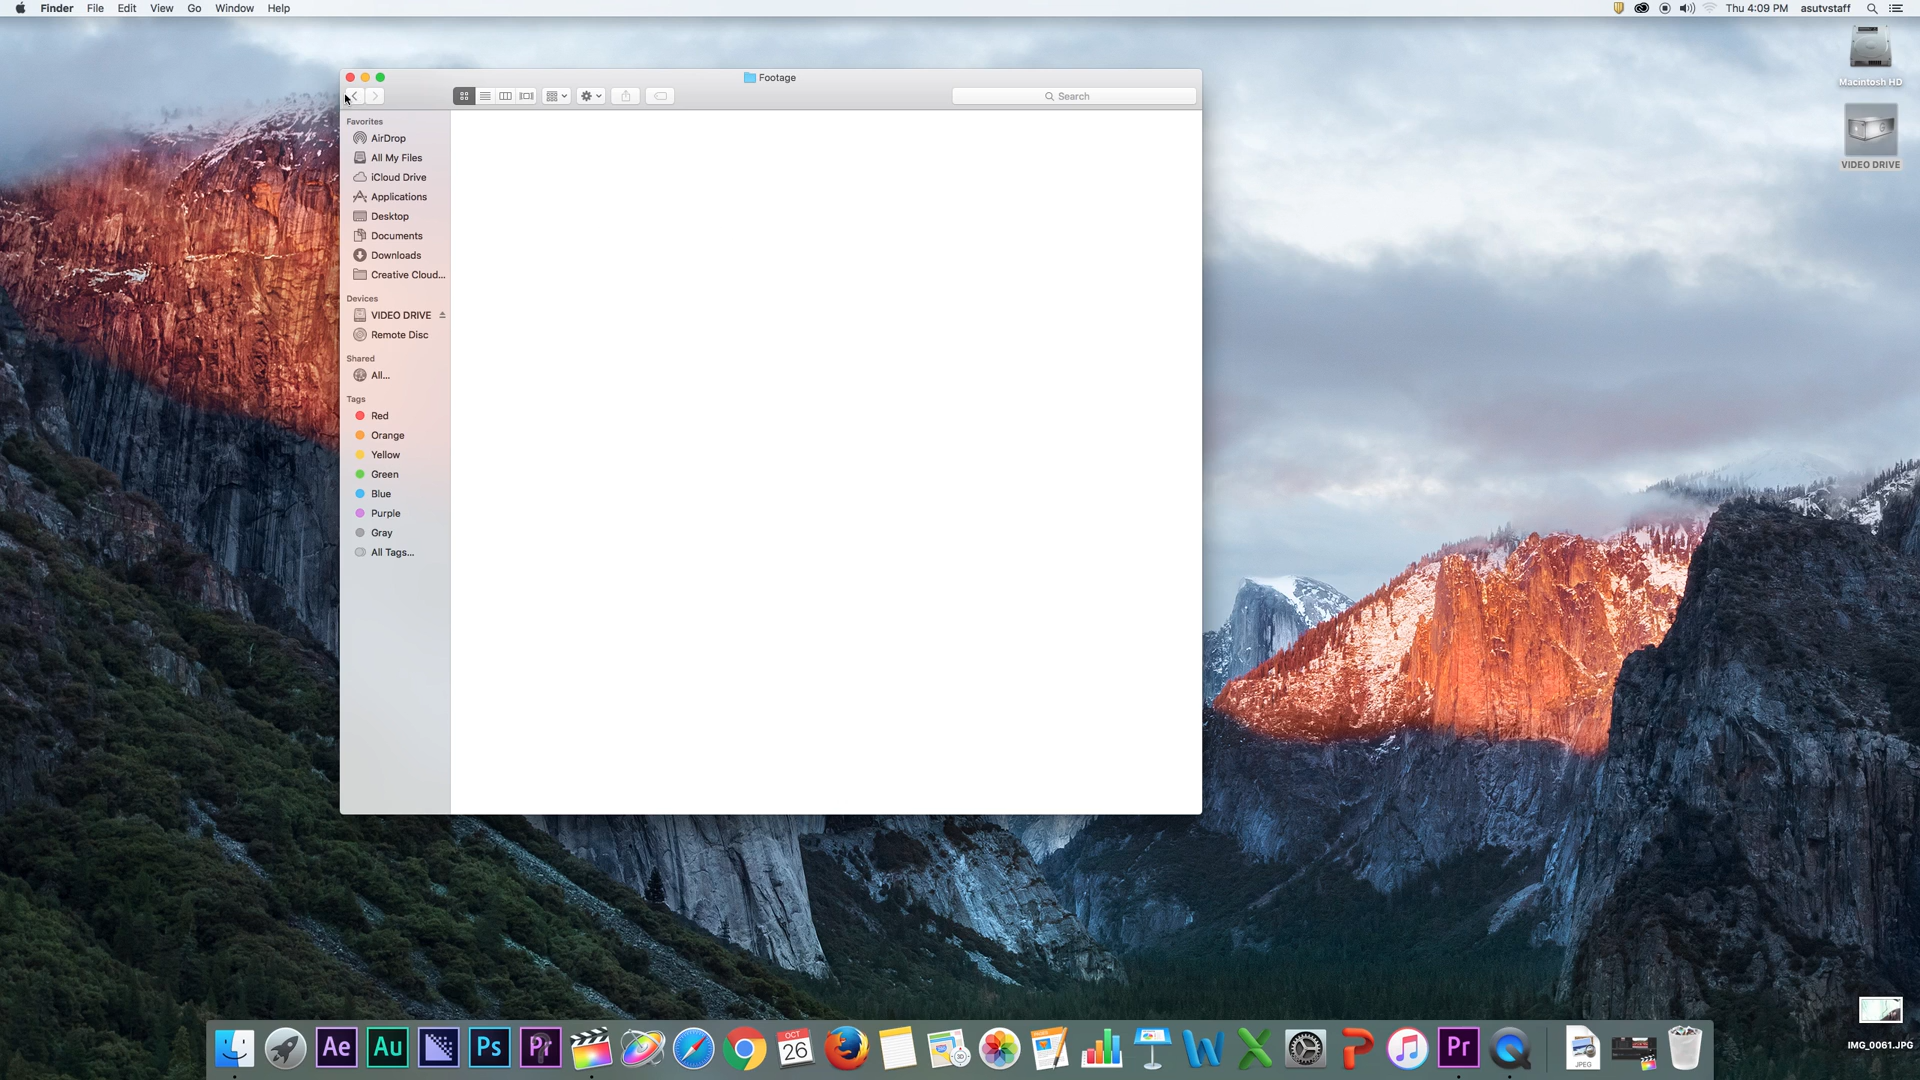 Finder File Edit View Go Window Help
Thu 4:09 PM asutvstaff
Macintosh HD
VIDEO DRIVE
Footage
Search
Favorites
AirDrop
All My Files
iCloud Drive
Applications
Desktop
Documents
Downloads
Creative Cloud...
Devices
VIDEO DRIVE
Remote Disc
Shared
All...
Tags
Red
Orange
Yellow
Green
Blue
Purple
Gray
All Tags...
IMG_0061.JPG
Ae
Au
Ps
Pr
OCT
26
Pr
JPEG